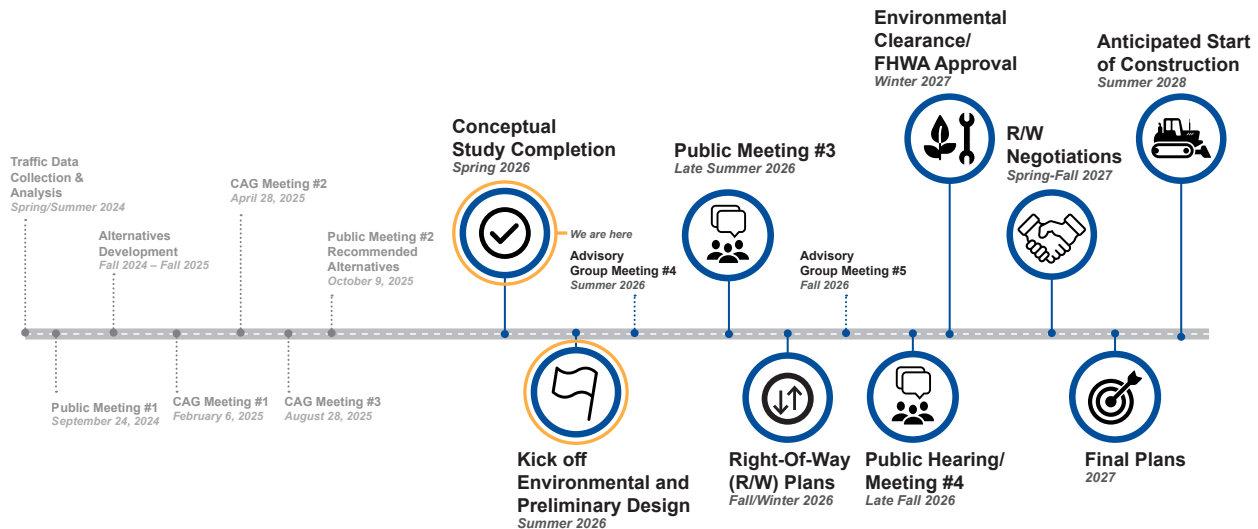 Traffic Data
Collection &
Analysis
Spring/Summer 2024
Public Meeting #1
September 24, 2024
Alternatives
Development
Fall 2024 – Fall 2025
CAG Meeting #1
February 6, 2025
CAG Meeting #2
April 28, 2025
CAG Meeting #3
August 28, 2025
Public Meeting #2
Recommended
Alternatives
October 9, 2025
Conceptual
Study Completion
Spring 2026
We are here
Kick off
Environmental and
Preliminary Design
Summer 2026
Advisory
Group Meeting #4
Summer 2026
Public Meeting #3
Late Summer 2026
Right-Of-Way
(R/W) Plans
Fall/Winter 2026
Advisory
Group Meeting #5
Fall 2026
Public Hearing/
Meeting #4
Late Fall 2026
Environmental
Clearance/
FHWA Approval
Winter 2027
R/W
Negotiations
Spring-Fall 2027
Final Plans
2027
Anticipated Start
of Construction
Summer 2028